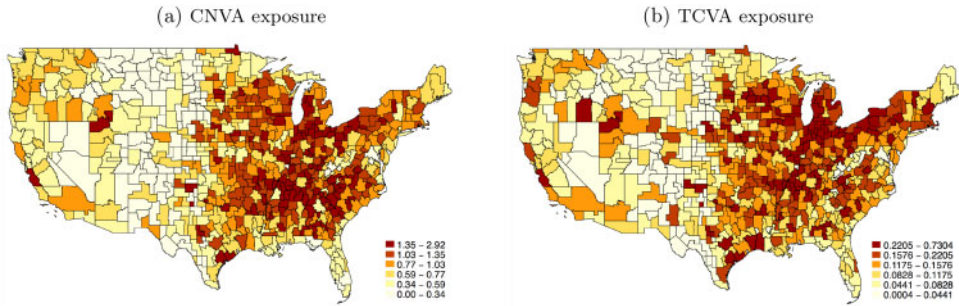 (a) CNVA exposure
(b) TCVA exposure
1.35 − 2.92
1.03 − 1.35
0.77 − 1.03
0.59 − 0.77
0.34 − 0.59
0.00 − 0.34
0.2205 − 0.7304
0.1576 − 0.2205
0.1175 − 0.1576
0.0828 − 0.1175
0.0441 − 0.0828
0.0004 − 0.0441